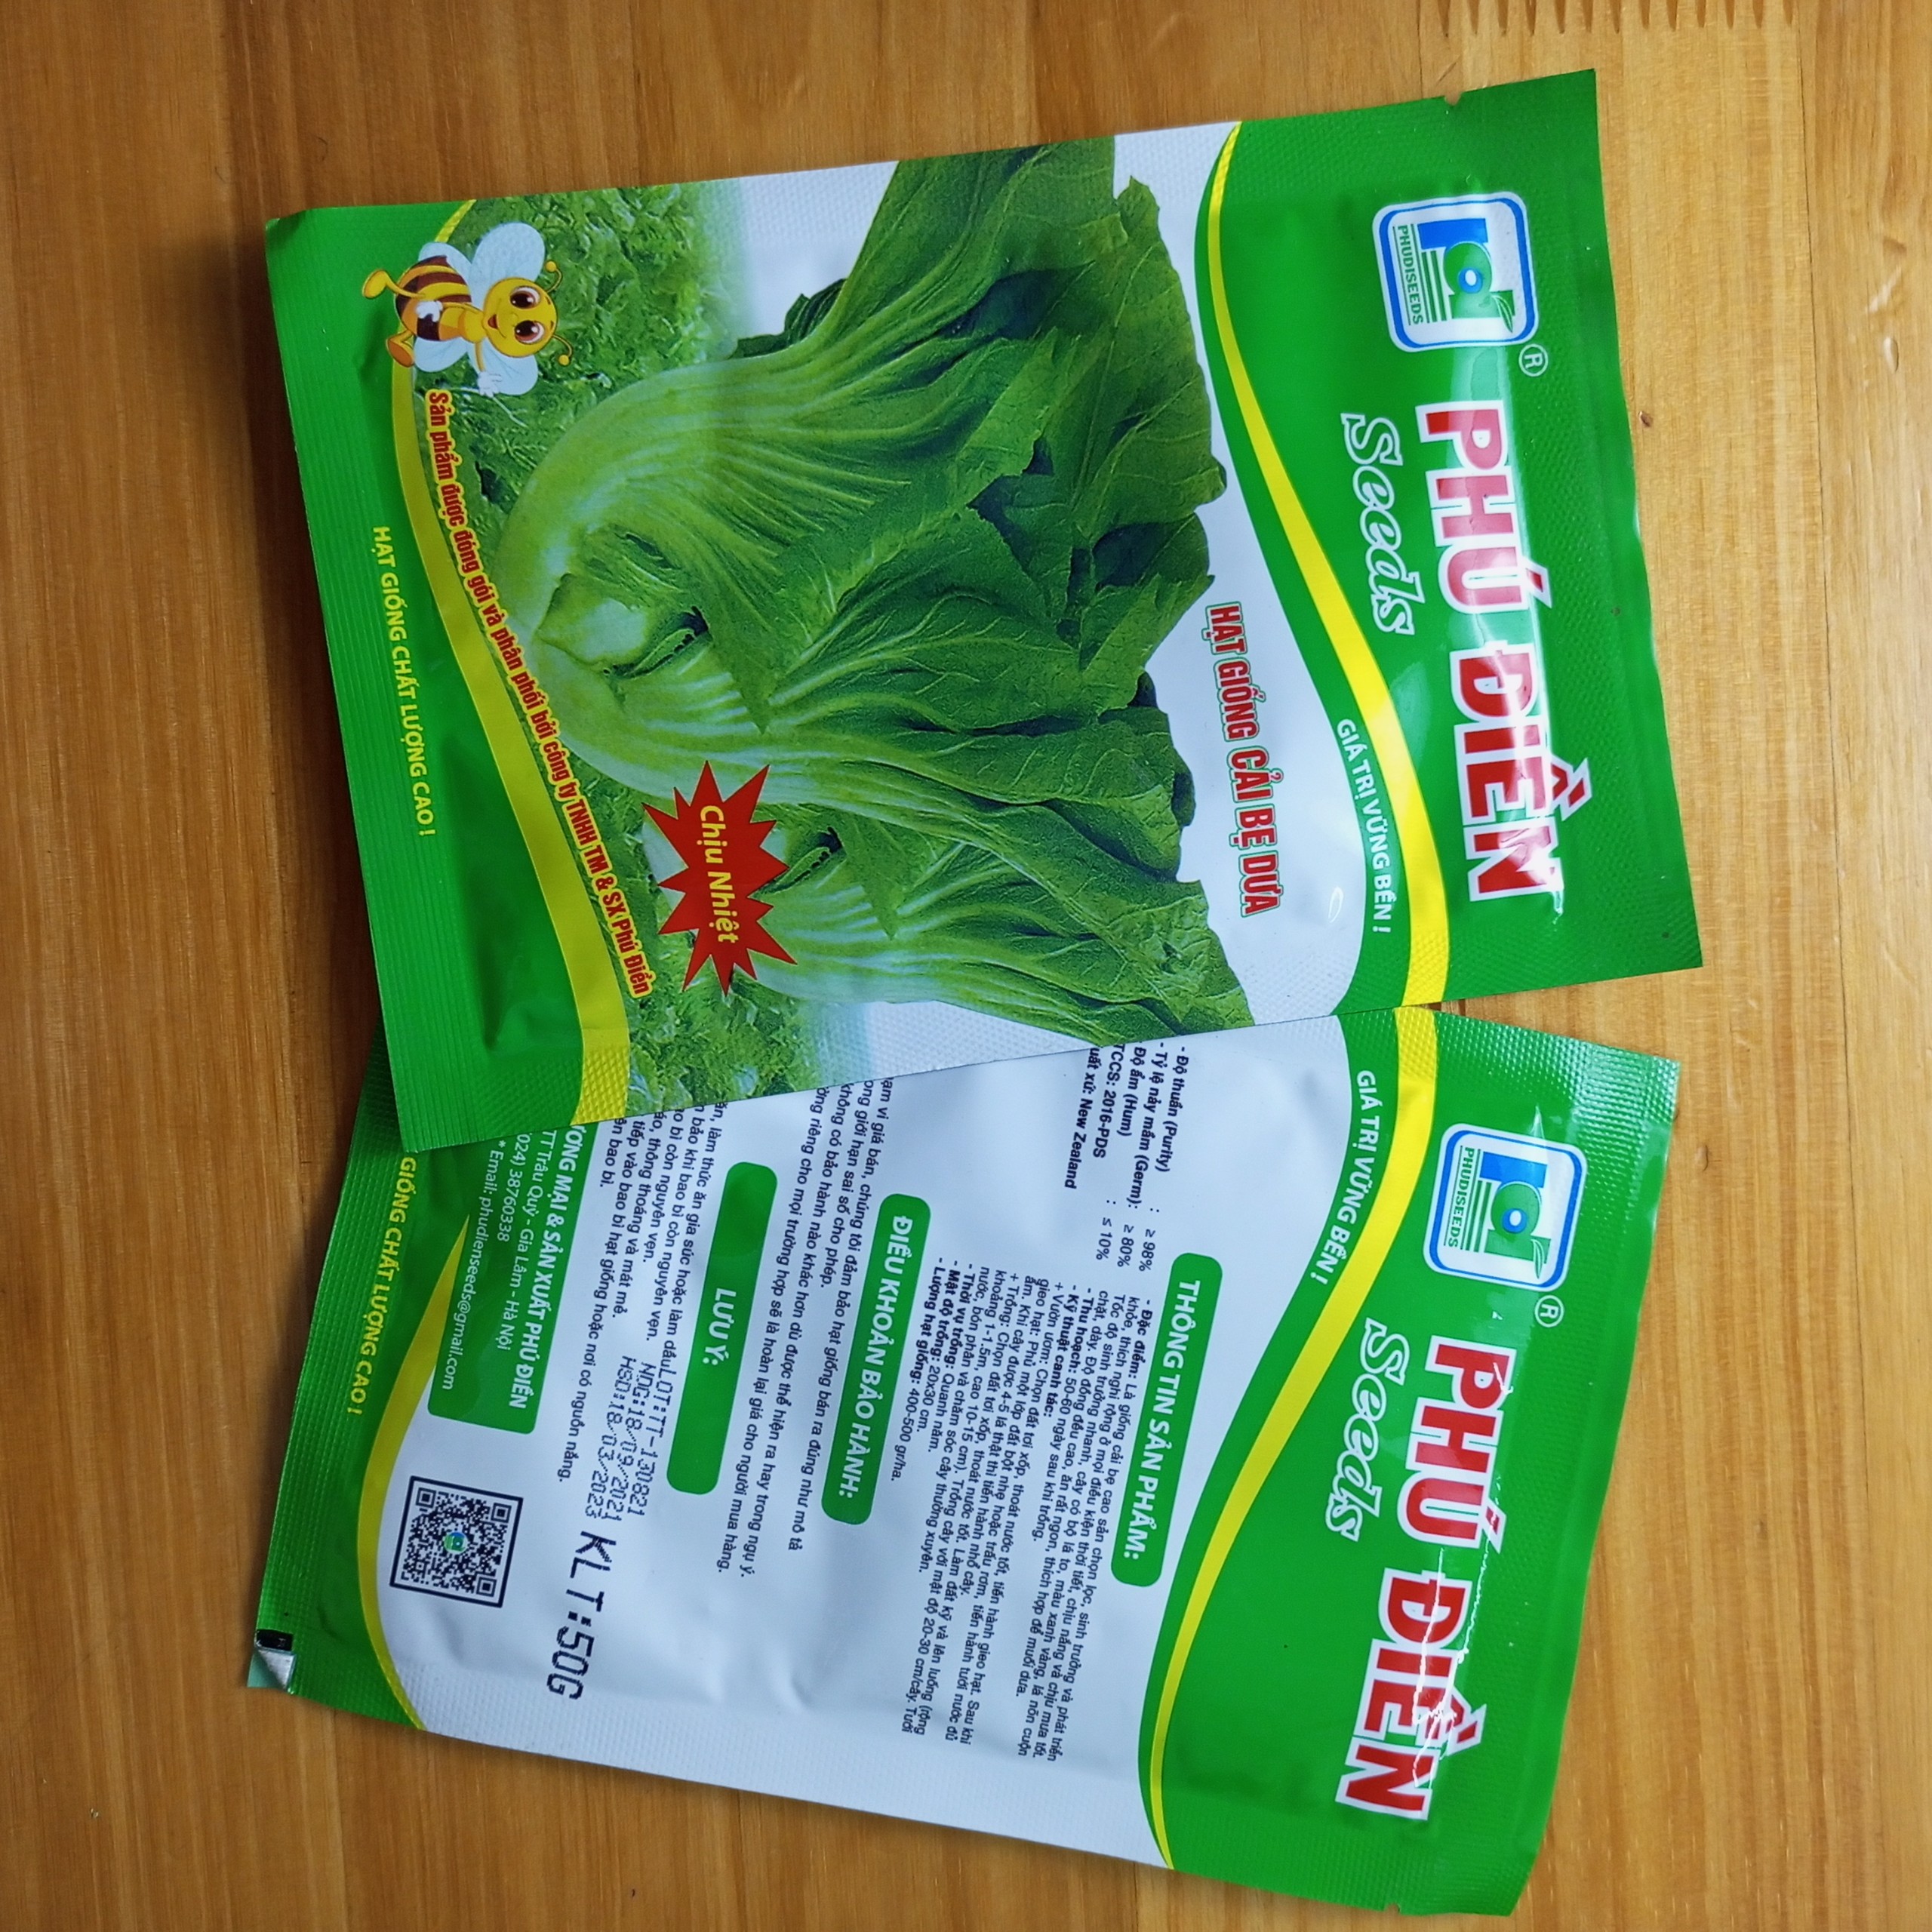 PHUDISEEDS
®
PHÚ ĐIỀN
Seeds
GIÁ TRỊ VỮNG BỀN !
HẠT GIỐNG CẢI BẸ DƯA
Chịu Nhiệt
Sản phẩm được đóng gói và phân phối bởi công ty TNHH TM & SX Phú Điền
HẠT GIỐNG CHẤT LƯỢNG CAO !
PHUDISEEDS
®
PHÚ ĐIỀN
Seeds
GIÁ TRỊ VỮNG BỀN !
THÔNG TIN SẢN PHẨM:
- Độ thuần (Purity) : ≥ 98%
- Tỷ lệ nảy mầm (Germ): ≥ 80%
Độ ẩm (Hum) : ≤ 10%
TCCS: 2016-PDS
uất xứ: New Zealand
- Đặc điểm: Là giống cải bẹ cao sản chọn lọc, sinh trưởng và phát triển
khỏe, thích nghi rộng ở mọi điều kiện thời tiết, chịu nắng và chịu mưa tốt.
Tốc độ sinh trưởng nhanh, cây có bộ lá to, màu xanh vàng, lá nõn cuộn
chặt, dày. Độ đồng đều cao, ăn rất ngon, thích hợp để muối dưa.
- Thu hoạch: 50-60 ngày sau khi trồng.
- Kỹ thuật canh tác:
+ Vườn ươm: Chọn đất tơi xốp, thoát nước tốt, tiến hành gieo hạt. Sau khi
gieo hạt: Phủ một lớp đất bột nhẹ hoặc trấu rơm, tiến hành tưới nước đủ
ẩm. Khi cây được 4-5 lá thật thì tiến hành nhổ cây.
+ Trồng: Chọn đất tơi xốp, thoát nước tốt. Làm đất kỹ và lên luống (rộng
khoảng 1-1.5m, cao 10-15 cm). Trồng cây với mật độ 20-30 cm/cây. Tưới
nước, bón phân và chăm sóc cây thường xuyên.
- Thời vụ trồng: Quanh năm.
- Mật độ trồng: 20x30 cm.
- Lượng hạt giống: 400-500 gr/ha.
ĐIỀU KHOẢN BẢO HÀNH:
ạm vi giá bán, chúng tôi đảm bảo hạt giống bán ra đúng như mô tả
ong giới hạn sai số cho phép.
không có bảo hành nào khác hơn dù được thể hiện ra hay trong ngụ ý.
ờng riêng cho mọi trường hợp sẽ là hoàn lại giá cho người mua hàng.
LƯU Ý:
ăn, làm thức ăn gia súc hoặc làm dầu
bảo khi bao bì còn nguyên vẹn.
ao bì còn nguyên vẹn.
áo, thông thoáng và mát mẻ.
tiếp vào bao bì hạt giống hoặc nơi có nguồn nắng.
ên bao bì.
LOT:TT-130821
NDG:18/09/2021
HSD:18/03/2023
KLT:50G
ƯƠNG MẠI & SẢN XUẤT PHÚ ĐIỀN
TT Trâu Quỳ - Gia Lâm - Hà Nội
(024) 38760338
* Email: phudienseeds@gmail.com
GIỐNG CHẤT LƯỢNG CAO !